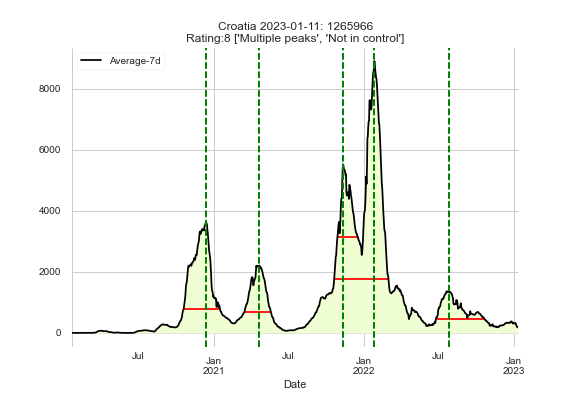 Croatia 2023-01-11: 1265966
Rating:8 ['Multiple peaks', 'Not in control']
Average-7d
8000
6000
4000
2000
0
Jul
Jan
2021
Jul
Jan
2022
Jul
Jan
2023
Date